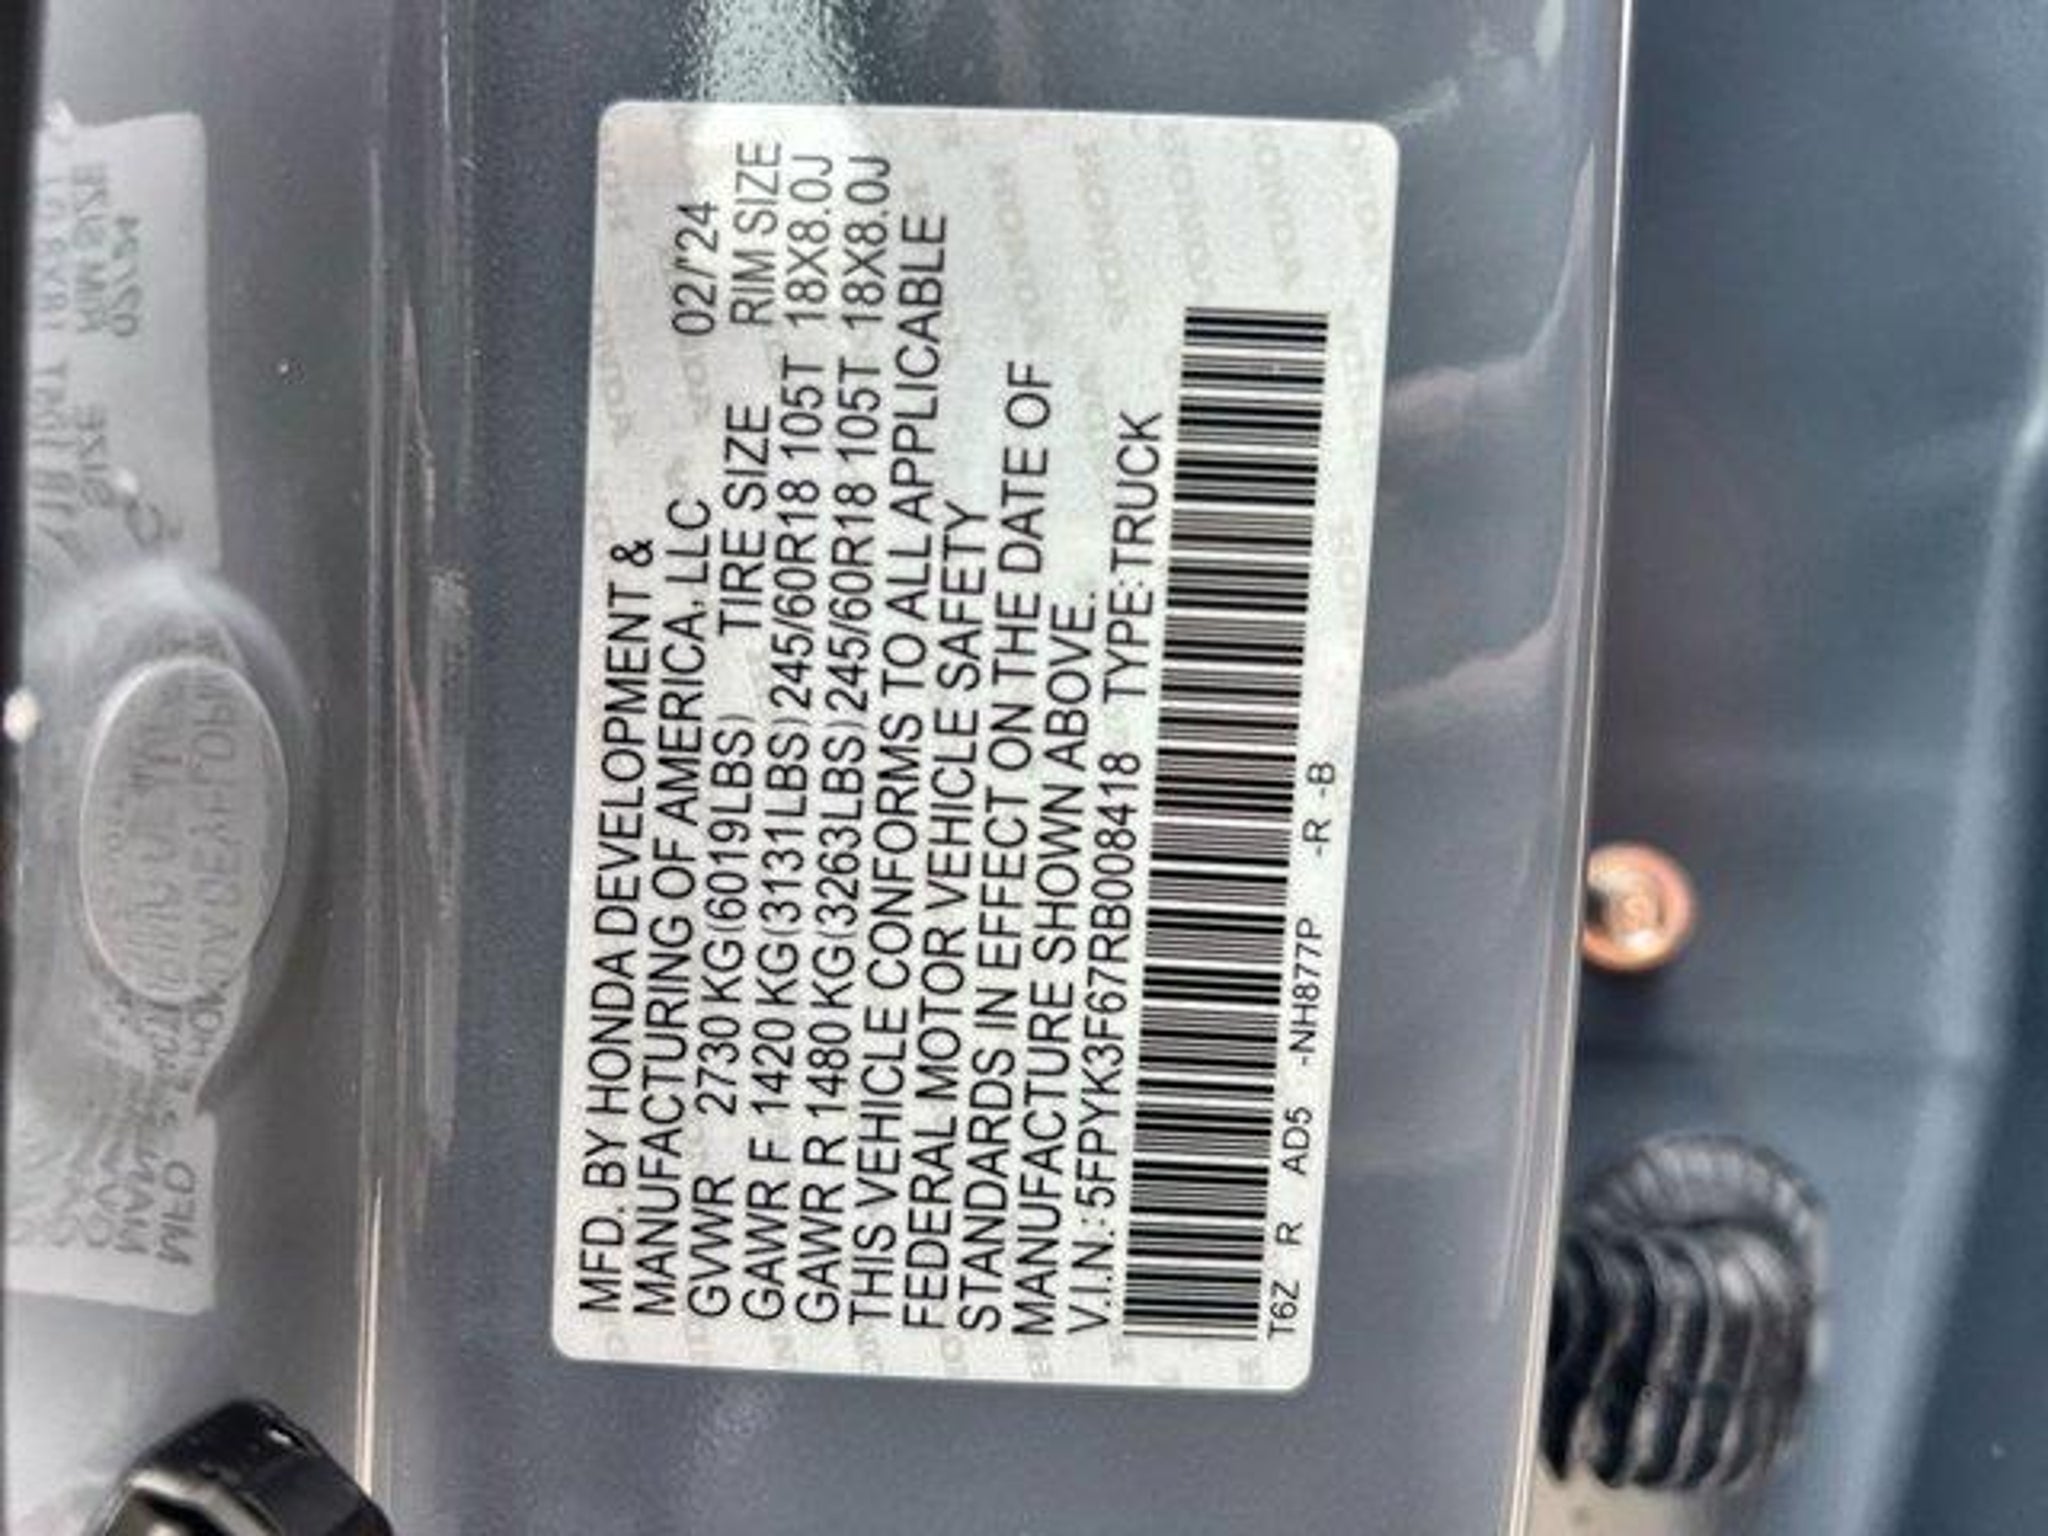 MFD. BY HONDA DEVELOPMENT &
MANUFACTURING OF AMERICA, LLC 02/'24
GVWR 2730 KG(6019LBS) TIRE SIZE RIM SIZE
GAWR F 1420 KG(3131LBS) 245/60R18 105T 18X8.0J
GAWR R 1480 KG(3263LBS) 245/60R18 105T 18X8.0J
THIS VEHICLE CONFORMS TO ALL APPLICABLE
FEDERAL MOTOR VEHICLE SAFETY
STANDARDS IN EFFECT ON THE DATE OF
MANUFACTURE SHOWN ABOVE.
V.I.N.: 5FPYK3F67RB008418 TYPE:TRUCK
T6Z R AD5 -NH877P -R -B